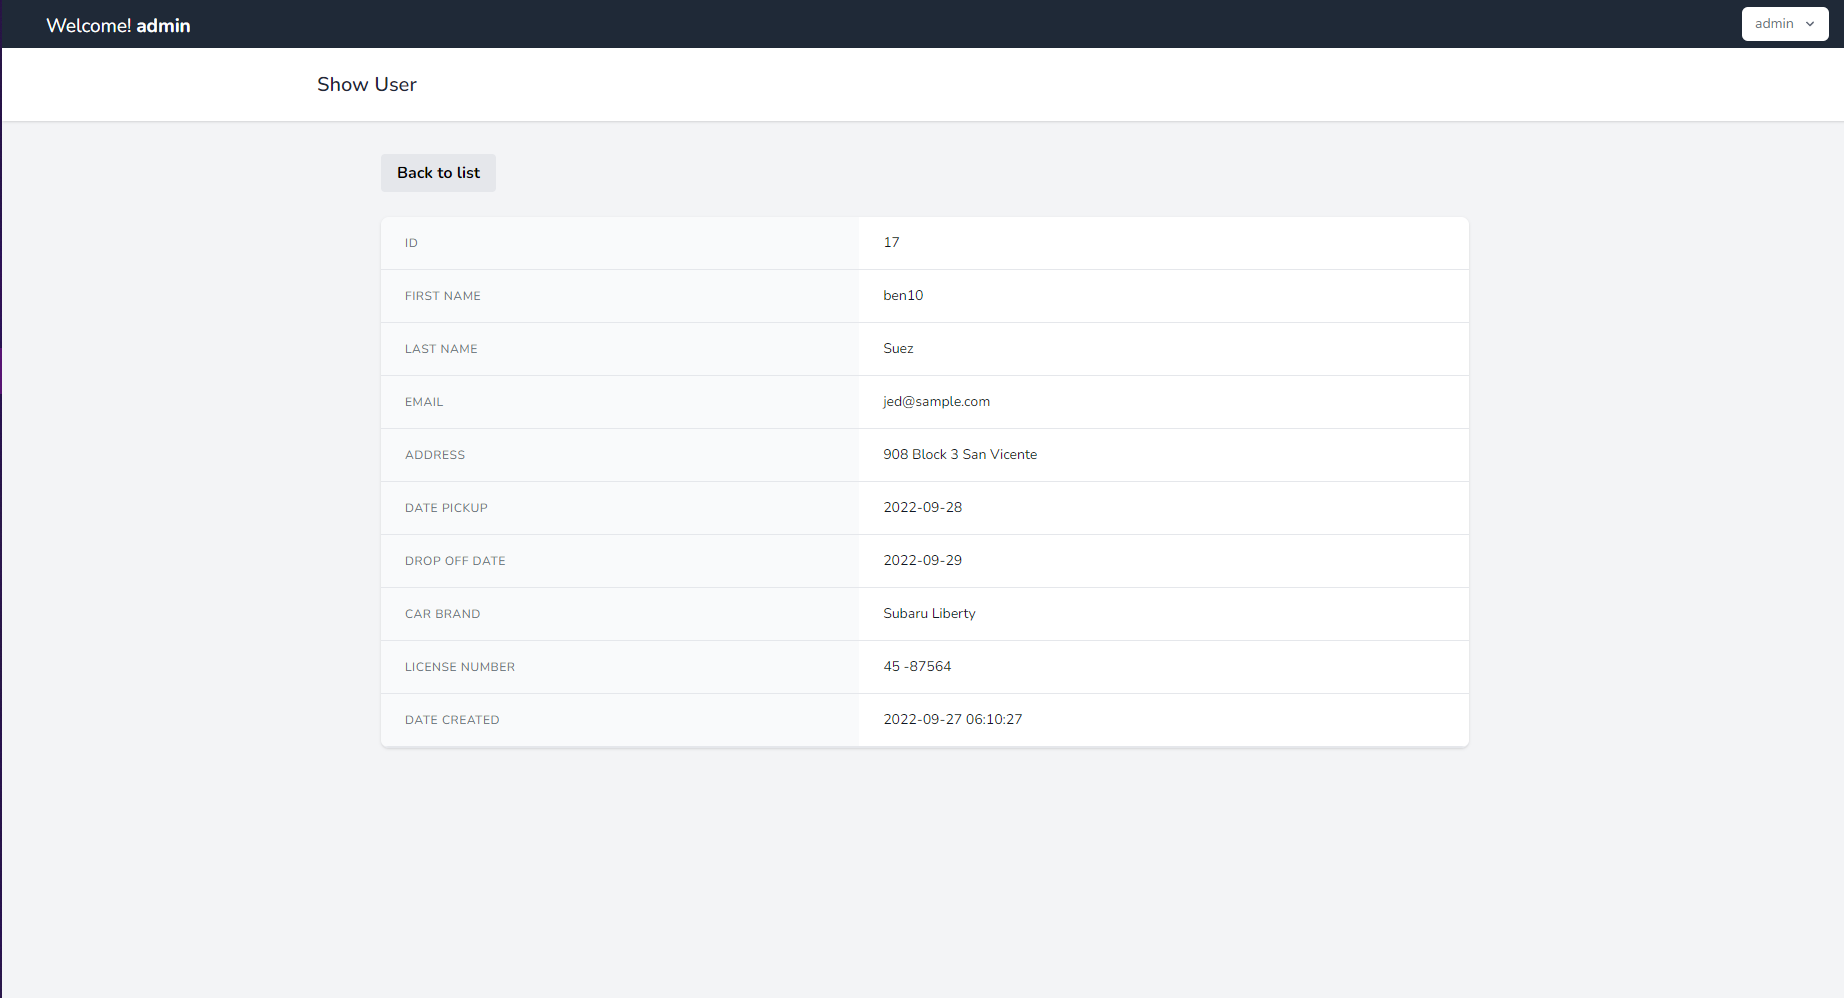 Welcome! admin
admin
Show User
Back to list
ID 17
FIRST NAME ben10
LAST NAME Suez
EMAIL jed@sample.com
ADDRESS 908 Block 3 San Vicente
DATE PICKUP 2022-09-28
DROP OFF DATE 2022-09-29
CAR BRAND Subaru Liberty
LICENSE NUMBER 45 -87564
DATE CREATED 2022-09-27 06:10:27